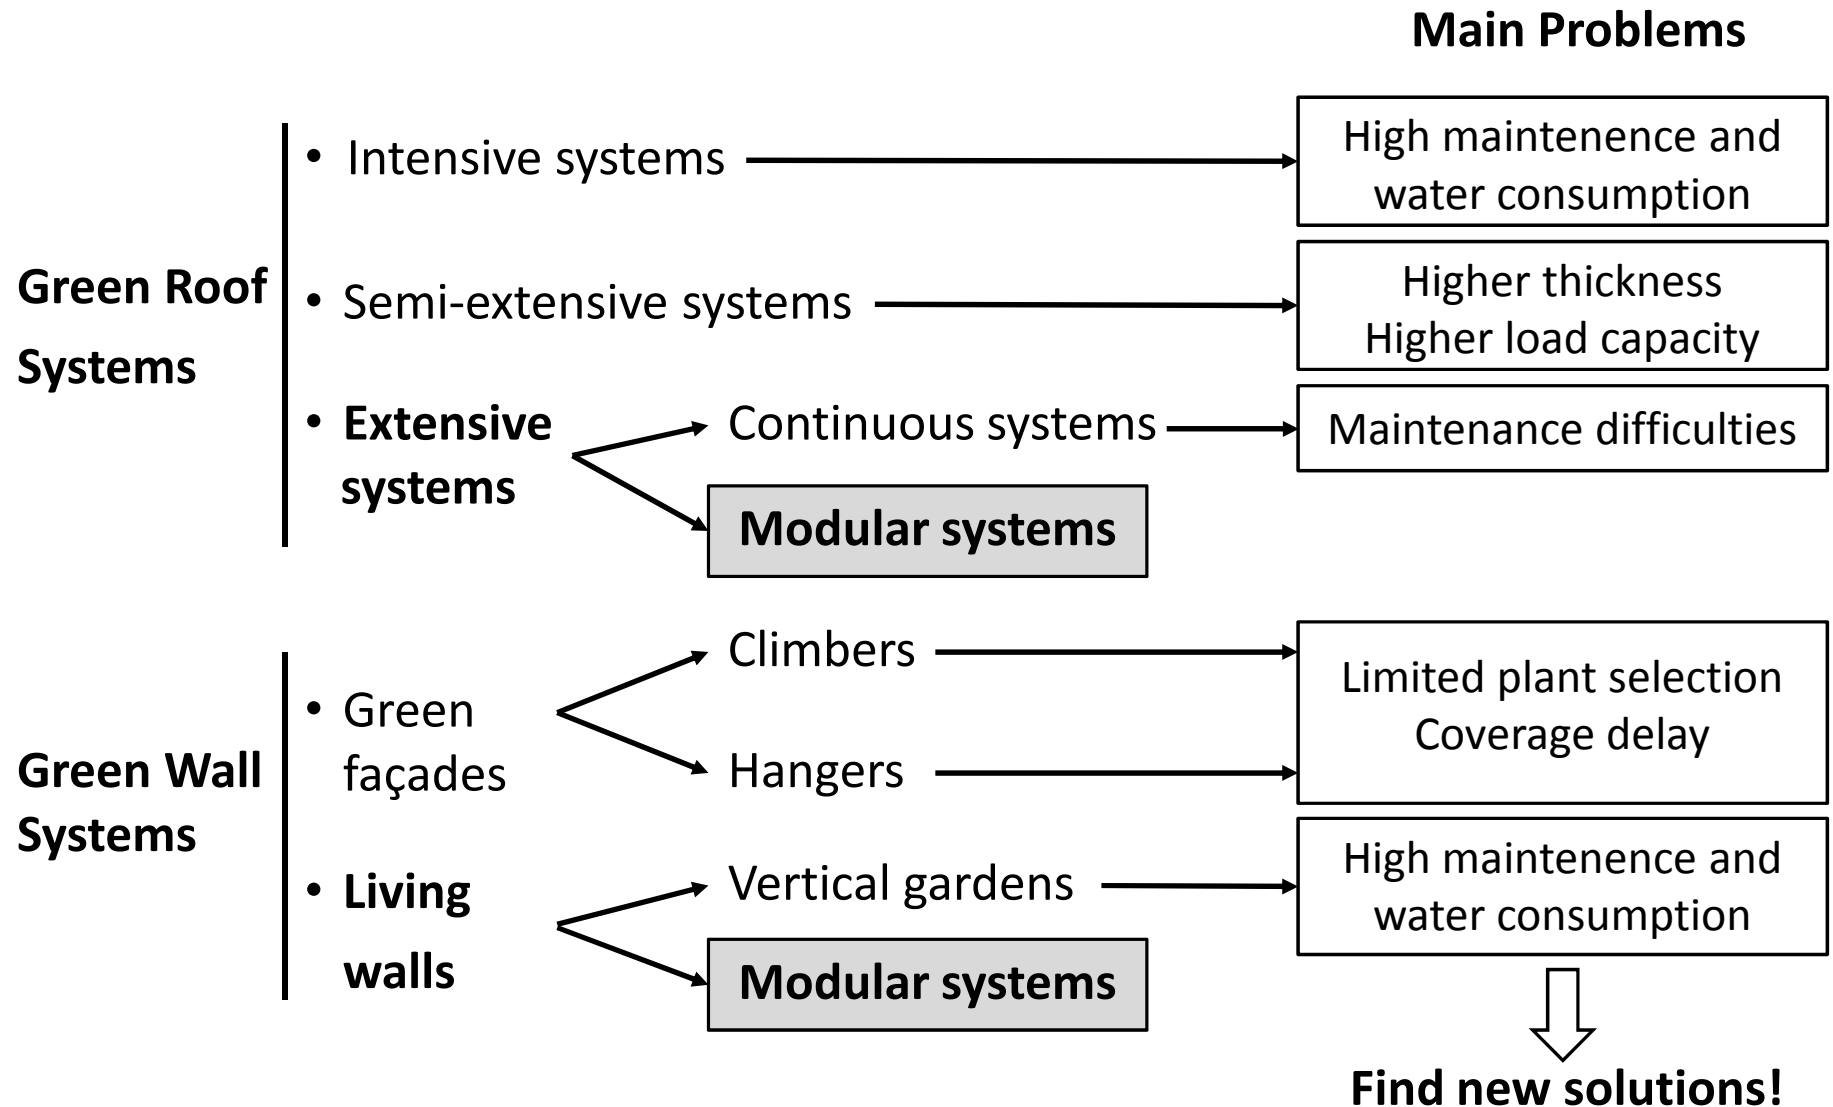 Main Problems
Green Roof
Systems
• Intensive systems
High maintenence and
water consumption
• Semi-extensive systems
Higher thickness
Higher load capacity
• Extensive
systems
Continuous systems
Maintenance difficulties
Modular systems
Green Wall
Systems
• Green
façades
Climbers
Hangers
Limited plant selection
Coverage delay
• Living
walls
Vertical gardens
High maintenence and
water consumption
Modular systems
Find new solutions!